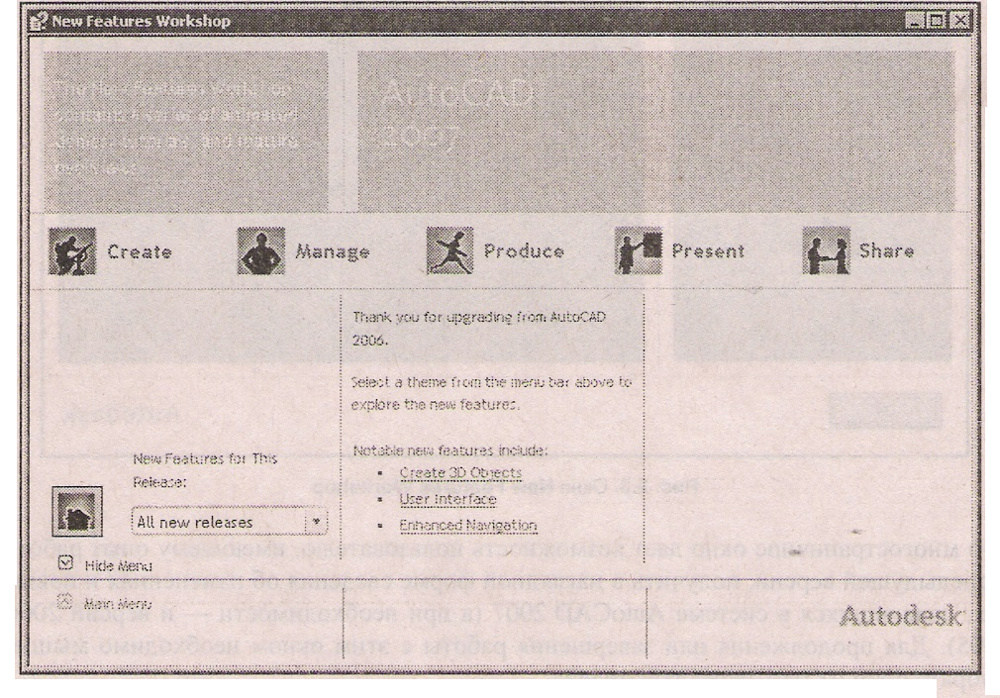 New Features Workshop
The New Features Workshop
contains a series of animated
AutoCAD
2007
Create
Manage
Produce
Present
Share
Thank you for upgrading from AutoCAD
2006.
Select a theme from the menu bar above to
explore the new features.
Notable new features include:
Create 3D Objects
User Interface
Enhanced Navigation
New Features for This
Release:
All new releases
Hide Menu
Main Menu
Autodesk